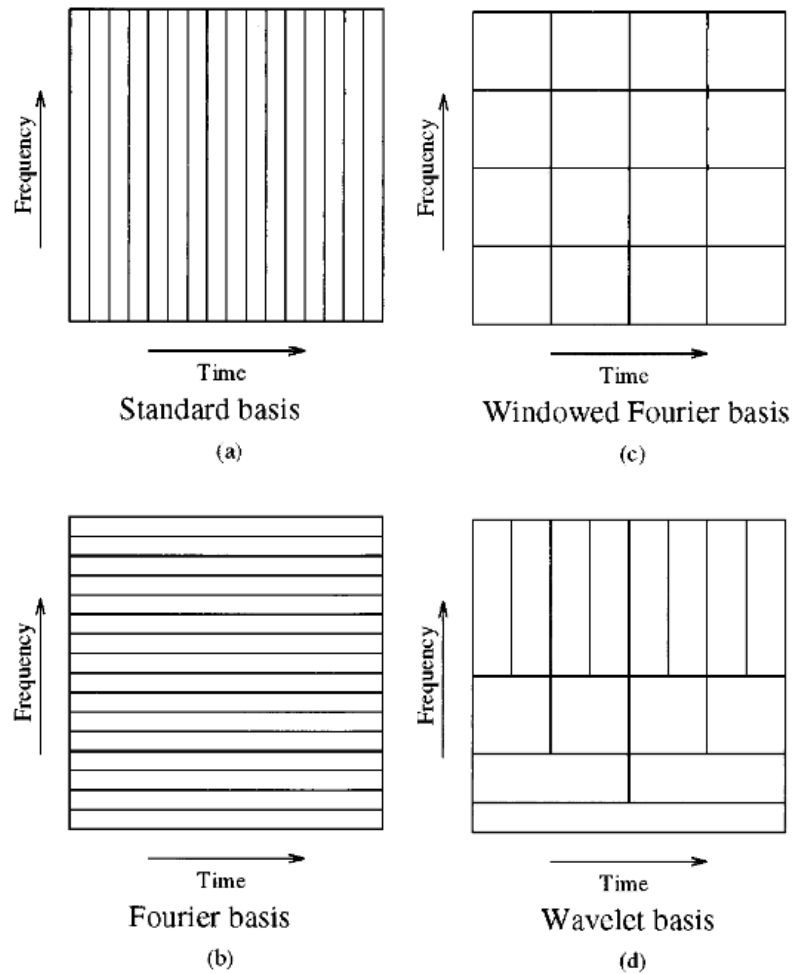 Frequency
Time
Standard basis
(a)
Frequency
Time
Windowed Fourier basis
(c)
Frequency
Time
Fourier basis
(b)
Frequency
Time
Wavelet basis
(d)